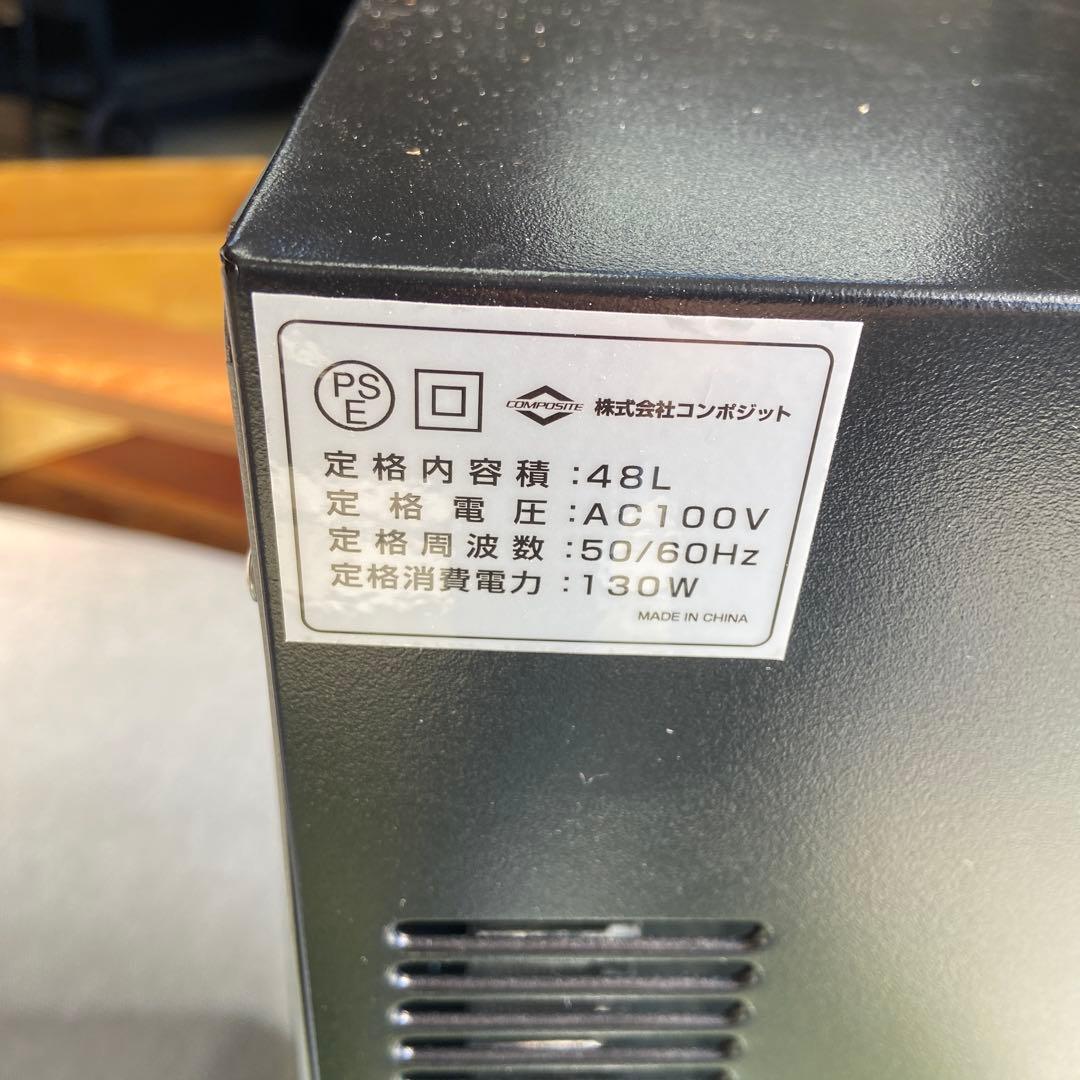 PSE
COMPOSITE 株式会社コンポジット
定格内容積:48L
定格電圧:AC100V
定格周波数:50/60Hz
定格消費電力:130W
MADE IN CHINA